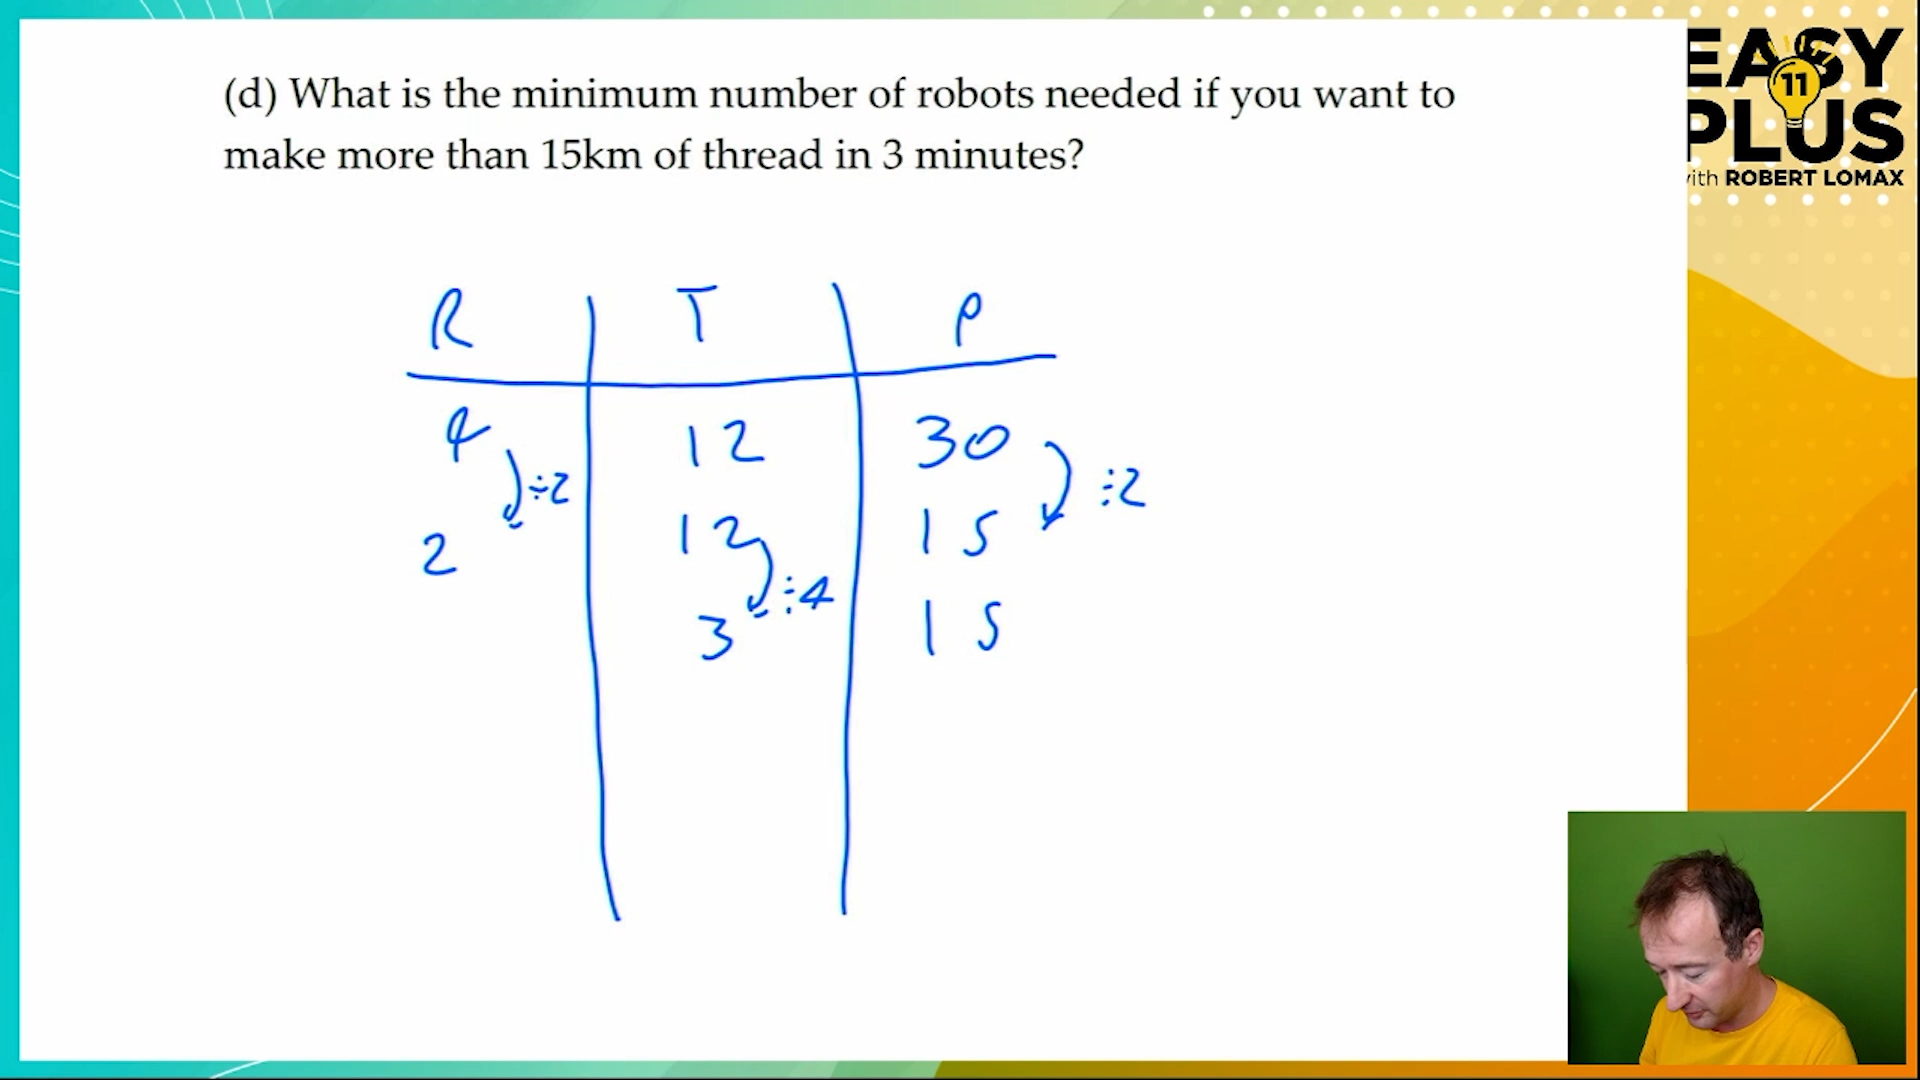 (d) What is the minimum number of robots needed if you want to
make more than 15km of thread in 3 minutes?
EASY
11
PLUS
ith ROBERT LOMAX
R T P
4 12 30
÷2 ÷2
2 12 15
÷4
3 15